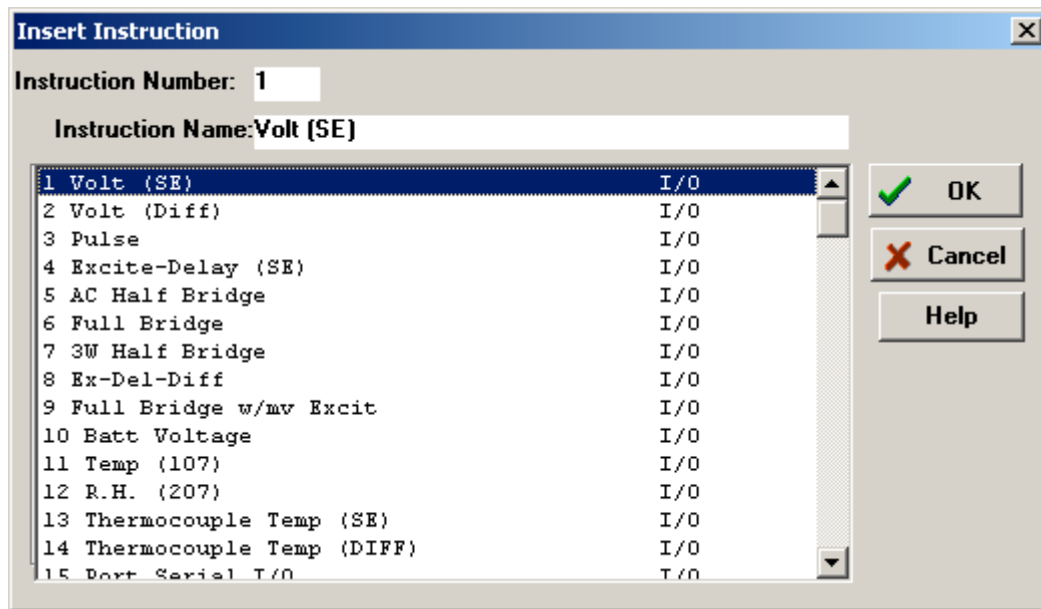 Insert Instruction
Instruction Number: 1
Instruction Name: Volt (SE)
1 Volt (SE) I/O
2 Volt (Diff) I/O
3 Pulse I/O
4 Excite-Delay (SE) I/O
5 AC Half Bridge I/O
6 Full Bridge I/O
7 3W Half Bridge I/O
8 Ex-Del-Diff I/O
9 Full Bridge w/mv Excit I/O
10 Batt Voltage I/O
11 Temp (107) I/O
12 R.H. (207) I/O
13 Thermocouple Temp (SE) I/O
14 Thermocouple Temp (DIFF) I/O
15 Port Serial I/O I/O
OK
Cancel
Help